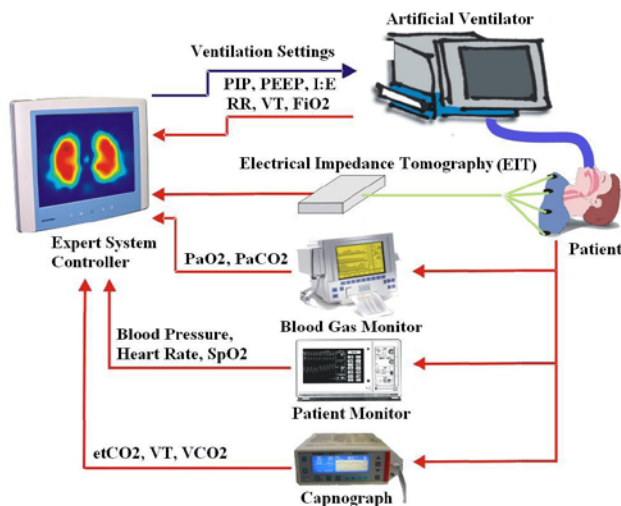 Artificial Ventilator
Ventilation Settings
PIP, PEEP, I:E
RR, VT, FiO2
Electrical Impedance Tomography (EIT)
Expert System
Controller
Patient
PaO2, PaCO2
Blood Gas Monitor
Blood Pressure,
Heart Rate, SpO2
Patient Monitor
etCO2, VT, VCO2
Capnograph